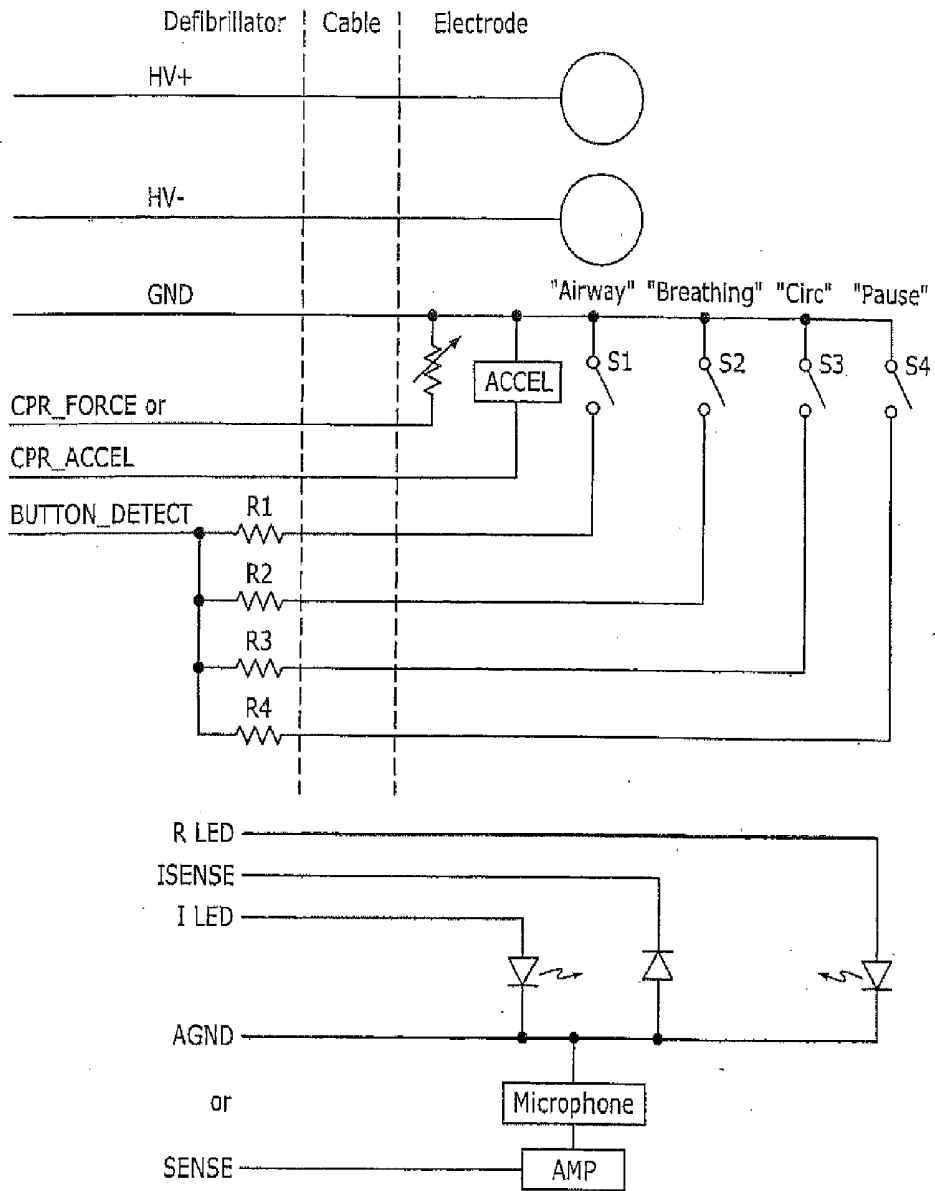 Defibrillator Cable Electrode
HV+
HV-
GND
"Airway" "Breathing" "Circ" "Pause"
S1 S2 S3 S4
ACCEL
CPR_FORCE or
CPR_ACCEL
BUTTON_DETECT
R1
R2
R3
R4
R LED
ISENSE
I LED
AGND
or
Microphone
SENSE
AMP